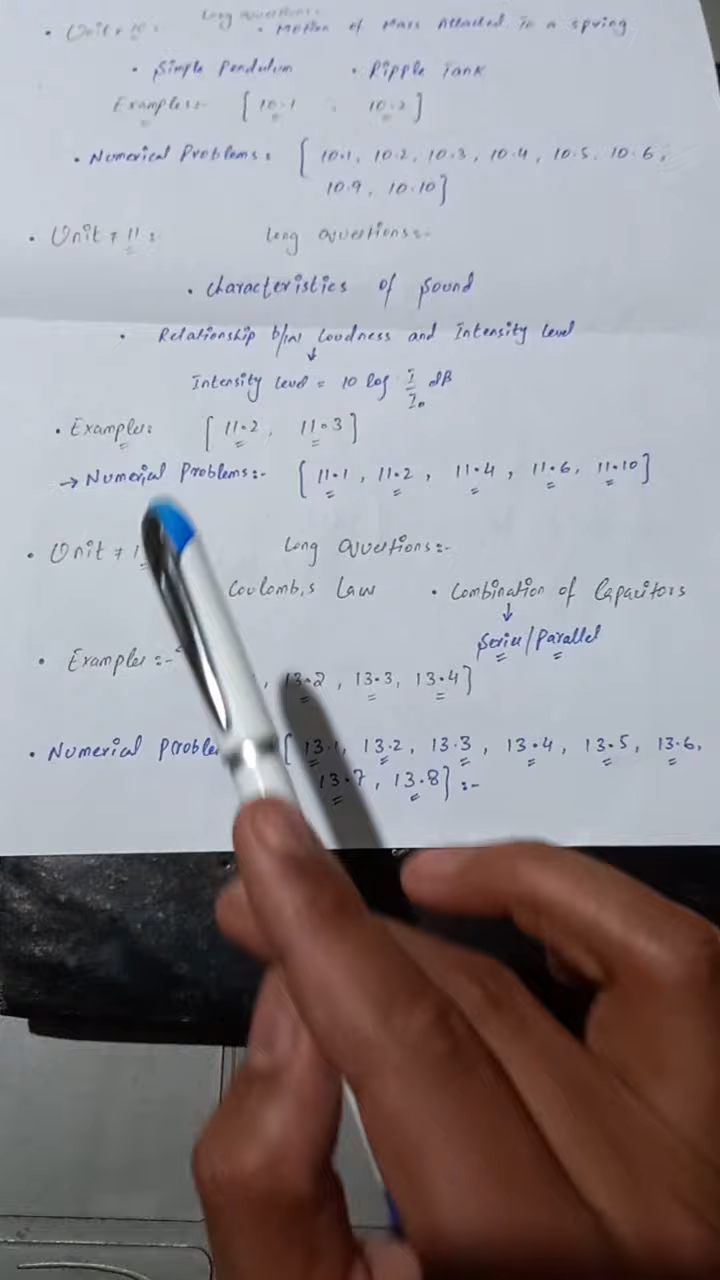 • Unit # 10: Long Questions:
• Motion of Mass Attached To a spring
• Simple Pendulum • Ripple Tank
Examples:- [10.1 , 10.2]
• Numerical Problems: [10.1, 10.2, 10.3, 10.4, 10.5, 10.6,
10.9, 10.10]
• Unit # 11: Long Questions:-
• Characteristics of Sound
• Relationship b/w Loudness and Intensity Level
↓
Intensity Level = 10 log I/I₀ dB
• Example: [11.2, 11.3]
→ Numerical Problems:- [11.1, 11.2, 11.4, 11.6, 11.10]
• Unit # Long Questions:-
Coulomb,s Law • Combination of Capacitors
↓
Series/Parallel
• Examples:- , 13.2, 13.3, 13.4]
• Numerical Problem [13.1, 13.2, 13.3, 13.4, 13.5, 13.6,
13.7, 13.8]:-